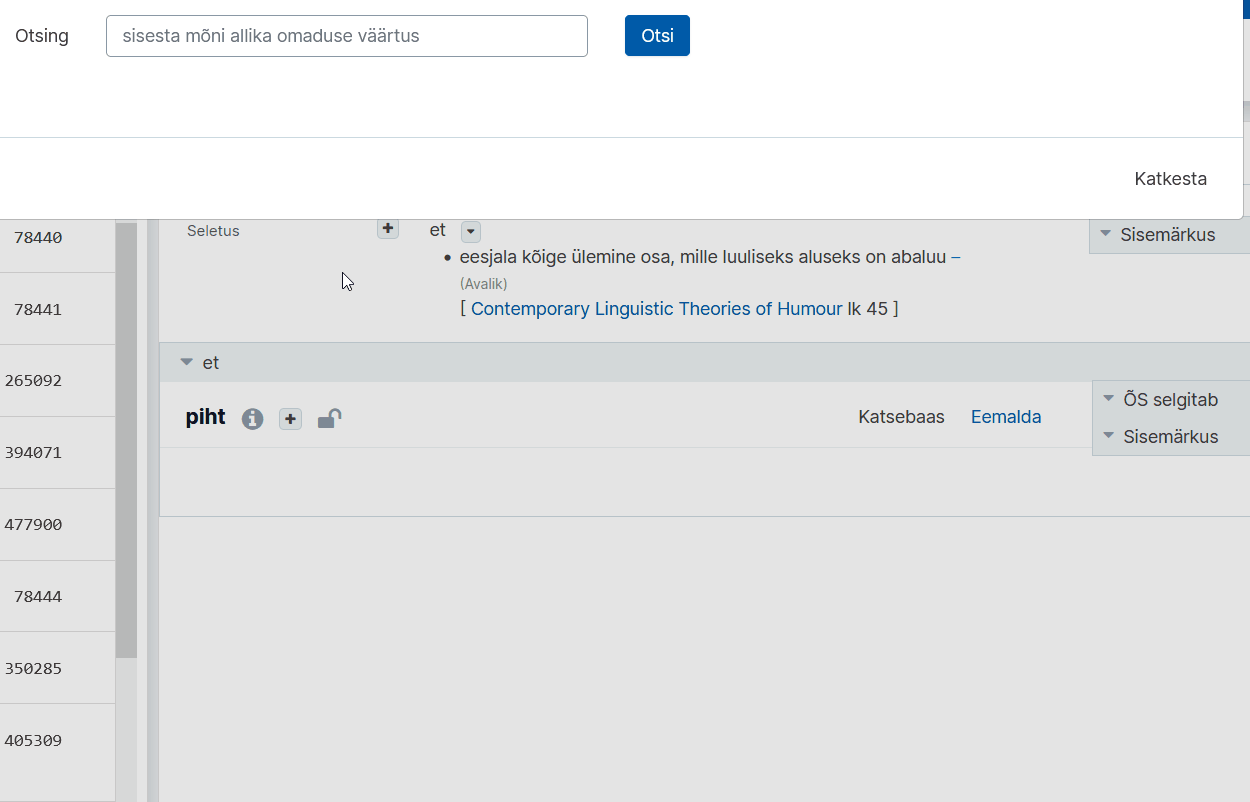 Otsing sisesta mõni allika omaduse väärtus Otsi
Katkesta
78440
78441
265092
394071
477900
78444
350285
405309
Seletus et
• eesjala kõige ülemine osa, mille luuliseks aluseks on abaluu –
(Avalik)
[ Contemporary Linguistic Theories of Humour lk 45 ]
Sisemärkus
et
piht Katsebaas Eemalda
ÕS selgitab
Sisemärkus